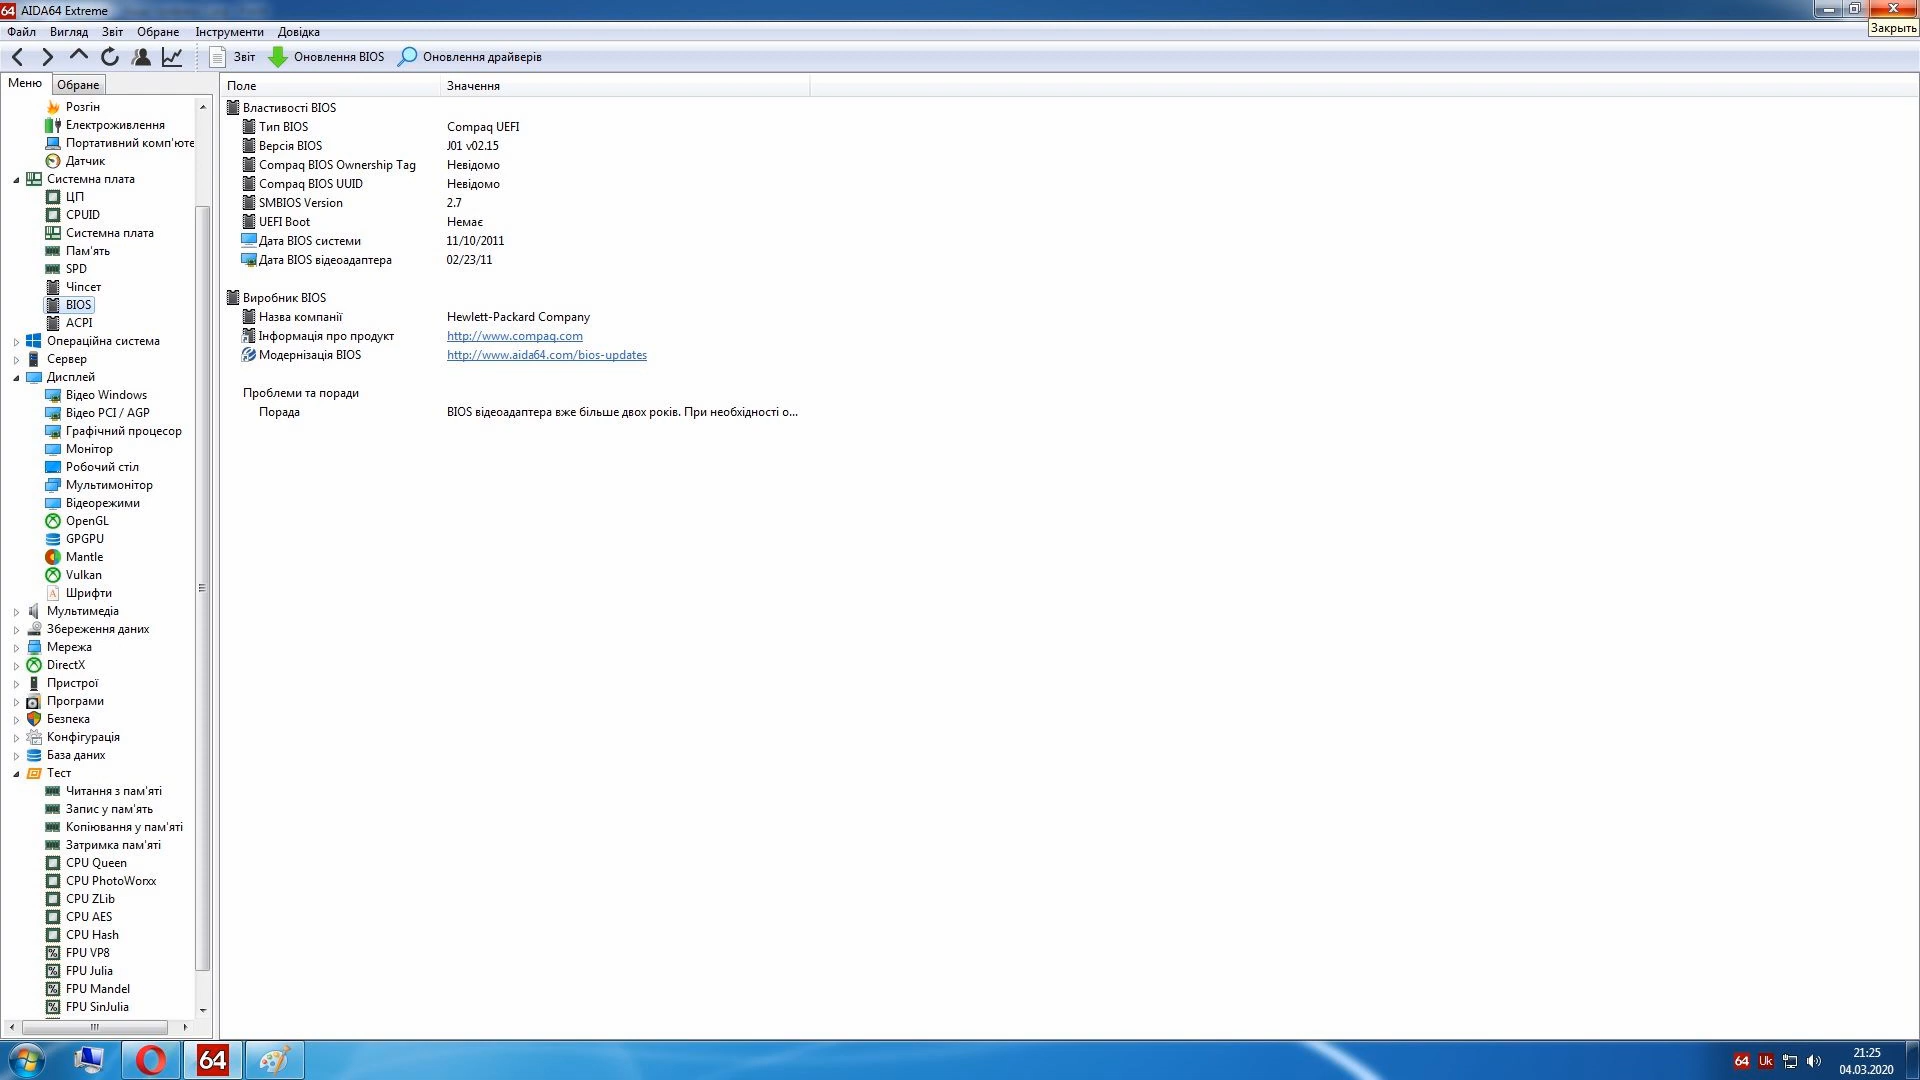 64 AIDA64 Extreme
Закрыть
Файл Вигляд Звіт Обране Інструменти Довідка
Звіт Оновлення BIOS Оновлення драйверів
Меню Обране
Поле Значення
Розгін
Електроживлення
Портативний комп'юте
Датчик
Системна плата
ЦП
CPUID
Системна плата
Пам'ять
SPD
Чіпсет
BIOS
ACPI
Операційна система
Сервер
Дисплей
Відео Windows
Відео PCI / AGP
Графічний процесор
Монітор
Робочий стіл
Мультимонітор
Відеорежими
OpenGL
GPGPU
Mantle
Vulkan
Шрифти
Мультимедіа
Збереження даних
Мережа
DirectX
Пристрої
Програми
Безпека
Конфігурація
База даних
Тест
Читання з пам'яті
Запис у пам'ять
Копіювання у пам'яті
Затримка пам'яті
CPU Queen
CPU PhotoWorxx
CPU ZLib
CPU AES
CPU Hash
FPU VP8
FPU Julia
FPU Mandel
FPU SinJulia
Властивості BIOS
Тип BIOS Compaq UEFI
Версія BIOS J01 v02.15
Compaq BIOS Ownership Tag Невідомо
Compaq BIOS UUID Невідомо
SMBIOS Version 2.7
UEFI Boot Немає
Дата BIOS системи 11/10/2011
Дата BIOS відеоадаптера 02/23/11
Виробник BIOS
Назва компанії Hewlett-Packard Company
Інформація про продукт http://www.compaq.com
Модернізація BIOS http://www.aida64.com/bios-updates
Проблеми та поради
Порада BIOS відеоадаптера вже більше двох років. При необхідності о...
64
64 Uk
21:25
04.03.2020